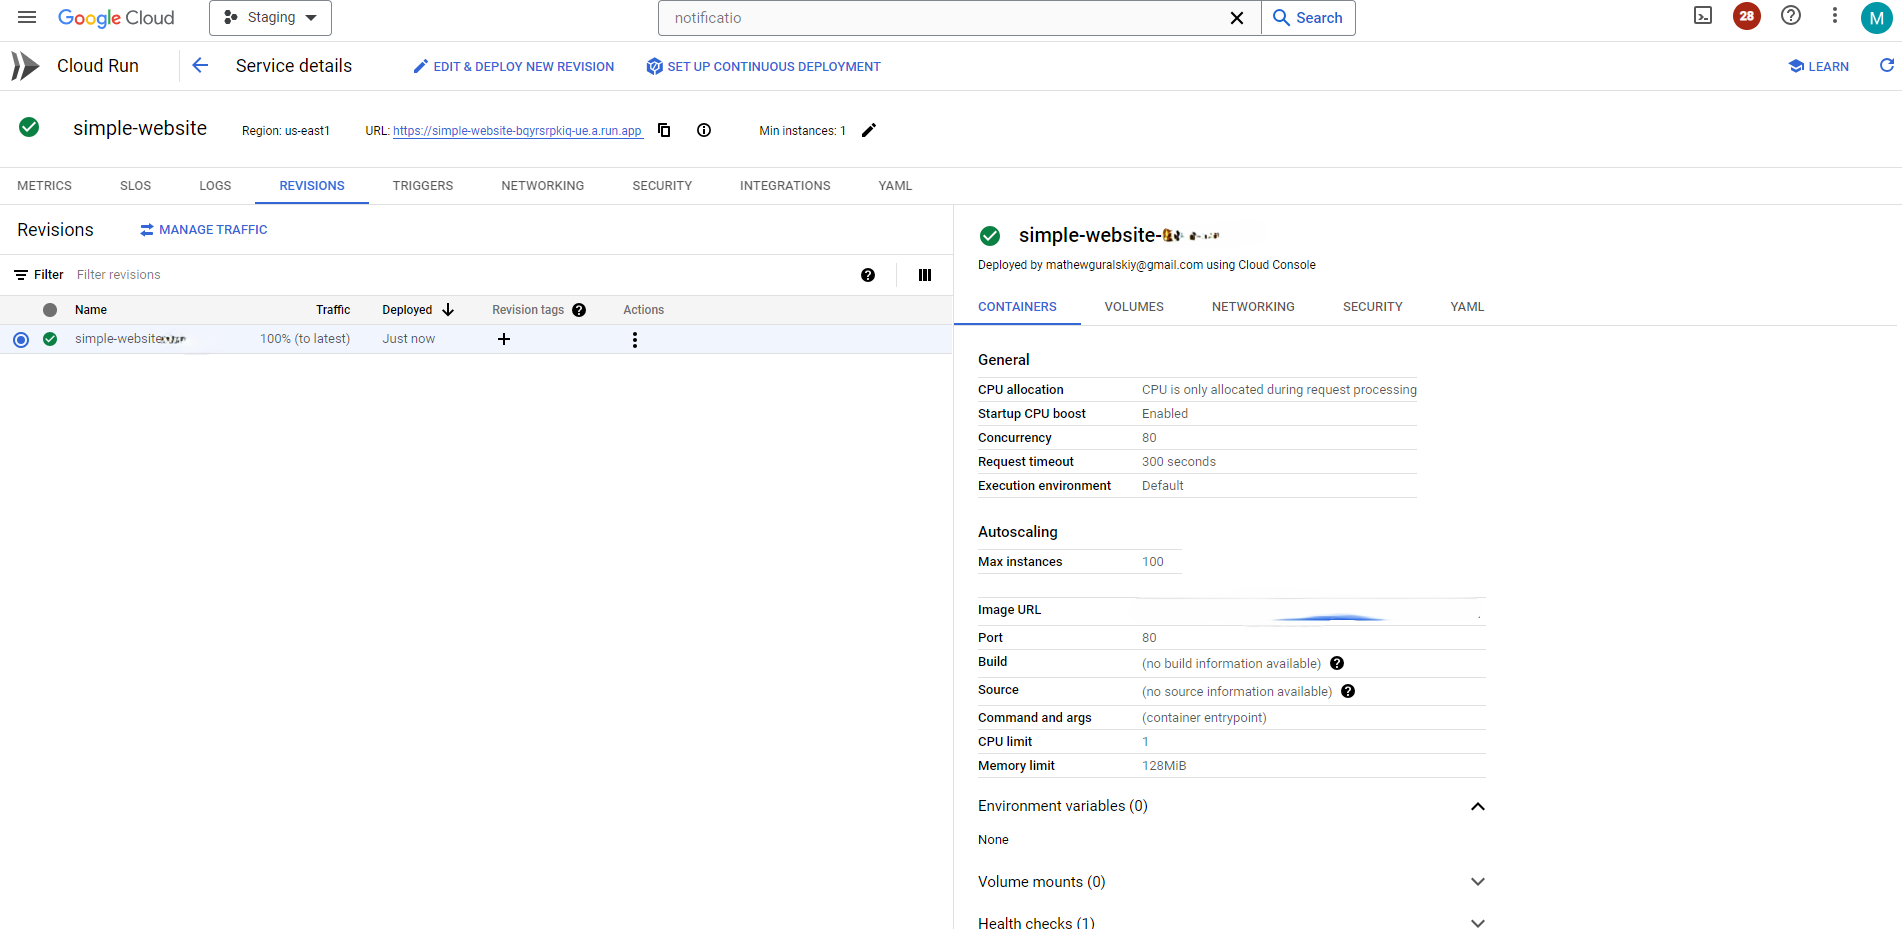 Google Cloud
Staging
notificatio
Search
28
M
Cloud Run
Service details
EDIT & DEPLOY NEW REVISION
SET UP CONTINUOUS DEPLOYMENT
LEARN
simple-website
Region: us-east1
URL: https://simple-website-bqyrsrpkiq-ue.a.run.app
Min instances: 1
METRICS SLOS LOGS REVISIONS TRIGGERS NETWORKING SECURITY INTEGRATIONS YAML
Revisions
MANAGE TRAFFIC
Filter Filter revisions
Name Traffic Deployed Revision tags Actions
simple-website 100% (to latest) Just now
simple-website-
Deployed by mathewguralskiy@gmail.com using Cloud Console
CONTAINERS VOLUMES NETWORKING SECURITY YAML
General
CPU allocation CPU is only allocated during request processing
Startup CPU boost Enabled
Concurrency 80
Request timeout 300 seconds
Execution environment Default
Autoscaling
Max instances 100
Image URL
Port 80
Build (no build information available)
Source (no source information available)
Command and args (container entrypoint)
CPU limit 1
Memory limit 128MiB
Environment variables (0)
None
Volume mounts (0)
Health checks (1)